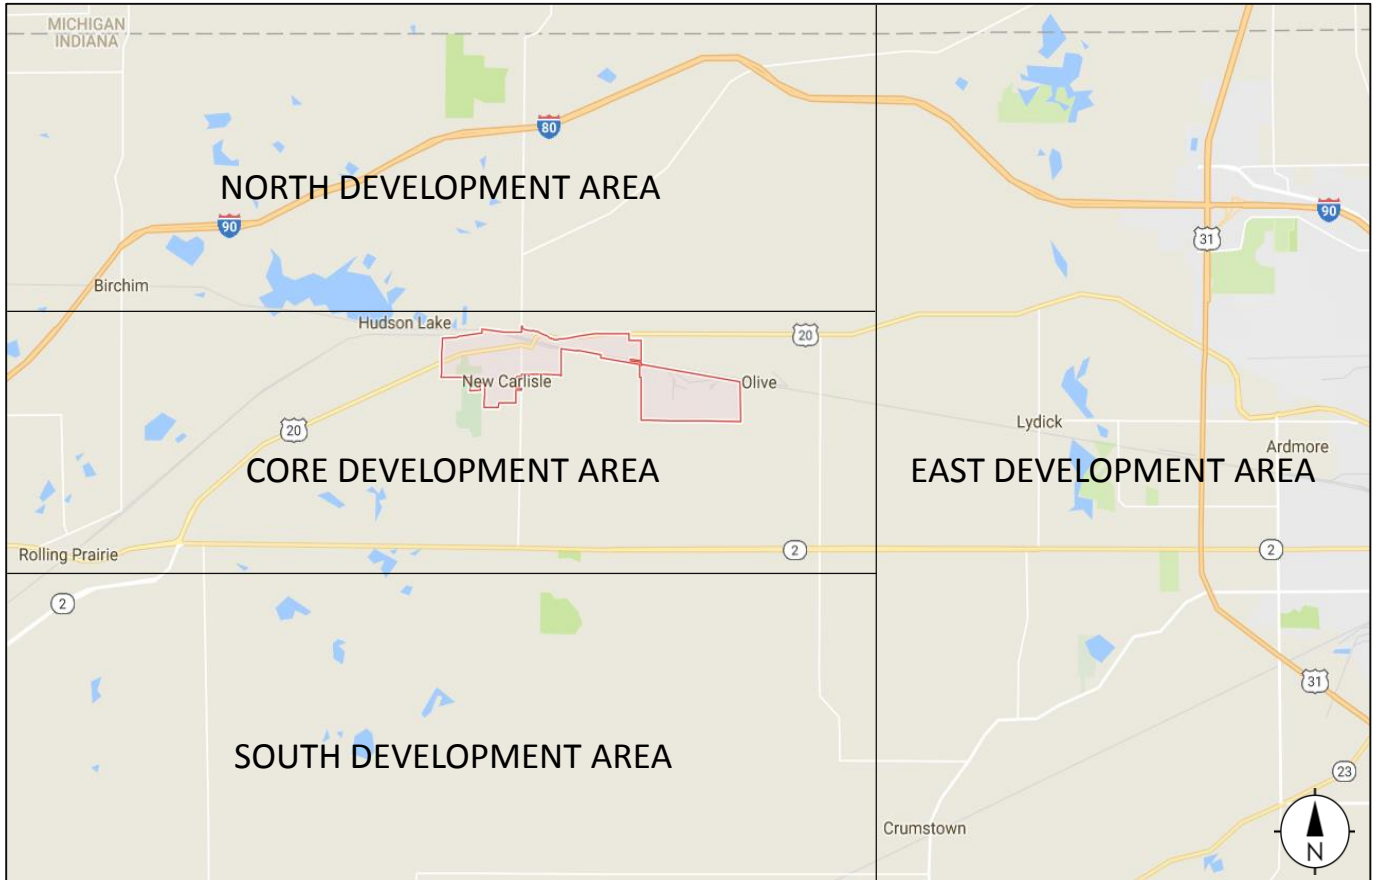 MICHIGAN
INDIANA
80
NORTH DEVELOPMENT AREA
90
90
31
Birchim
Hudson Lake
20
New Carlisle
Olive
20
Lydick
Ardmore
CORE DEVELOPMENT AREA
EAST DEVELOPMENT AREA
Rolling Prairie
2
2
2
31
SOUTH DEVELOPMENT AREA
23
Crumstown
N